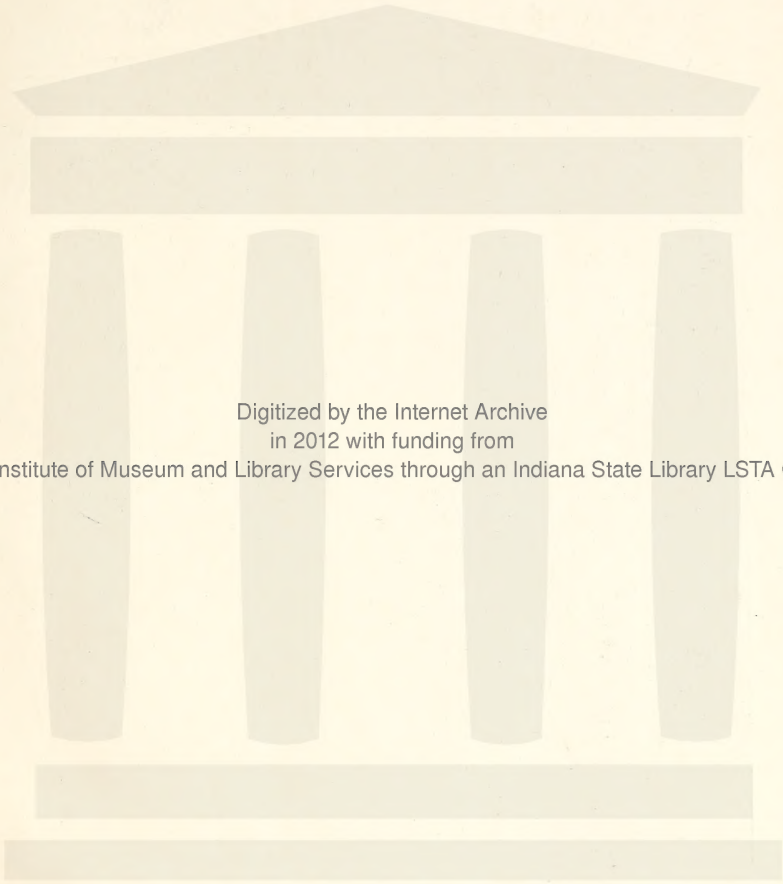 Digitized by the Internet Archive
in 2012 with funding from
nstitute of Museum and Library Services through an Indiana State Library LSTA